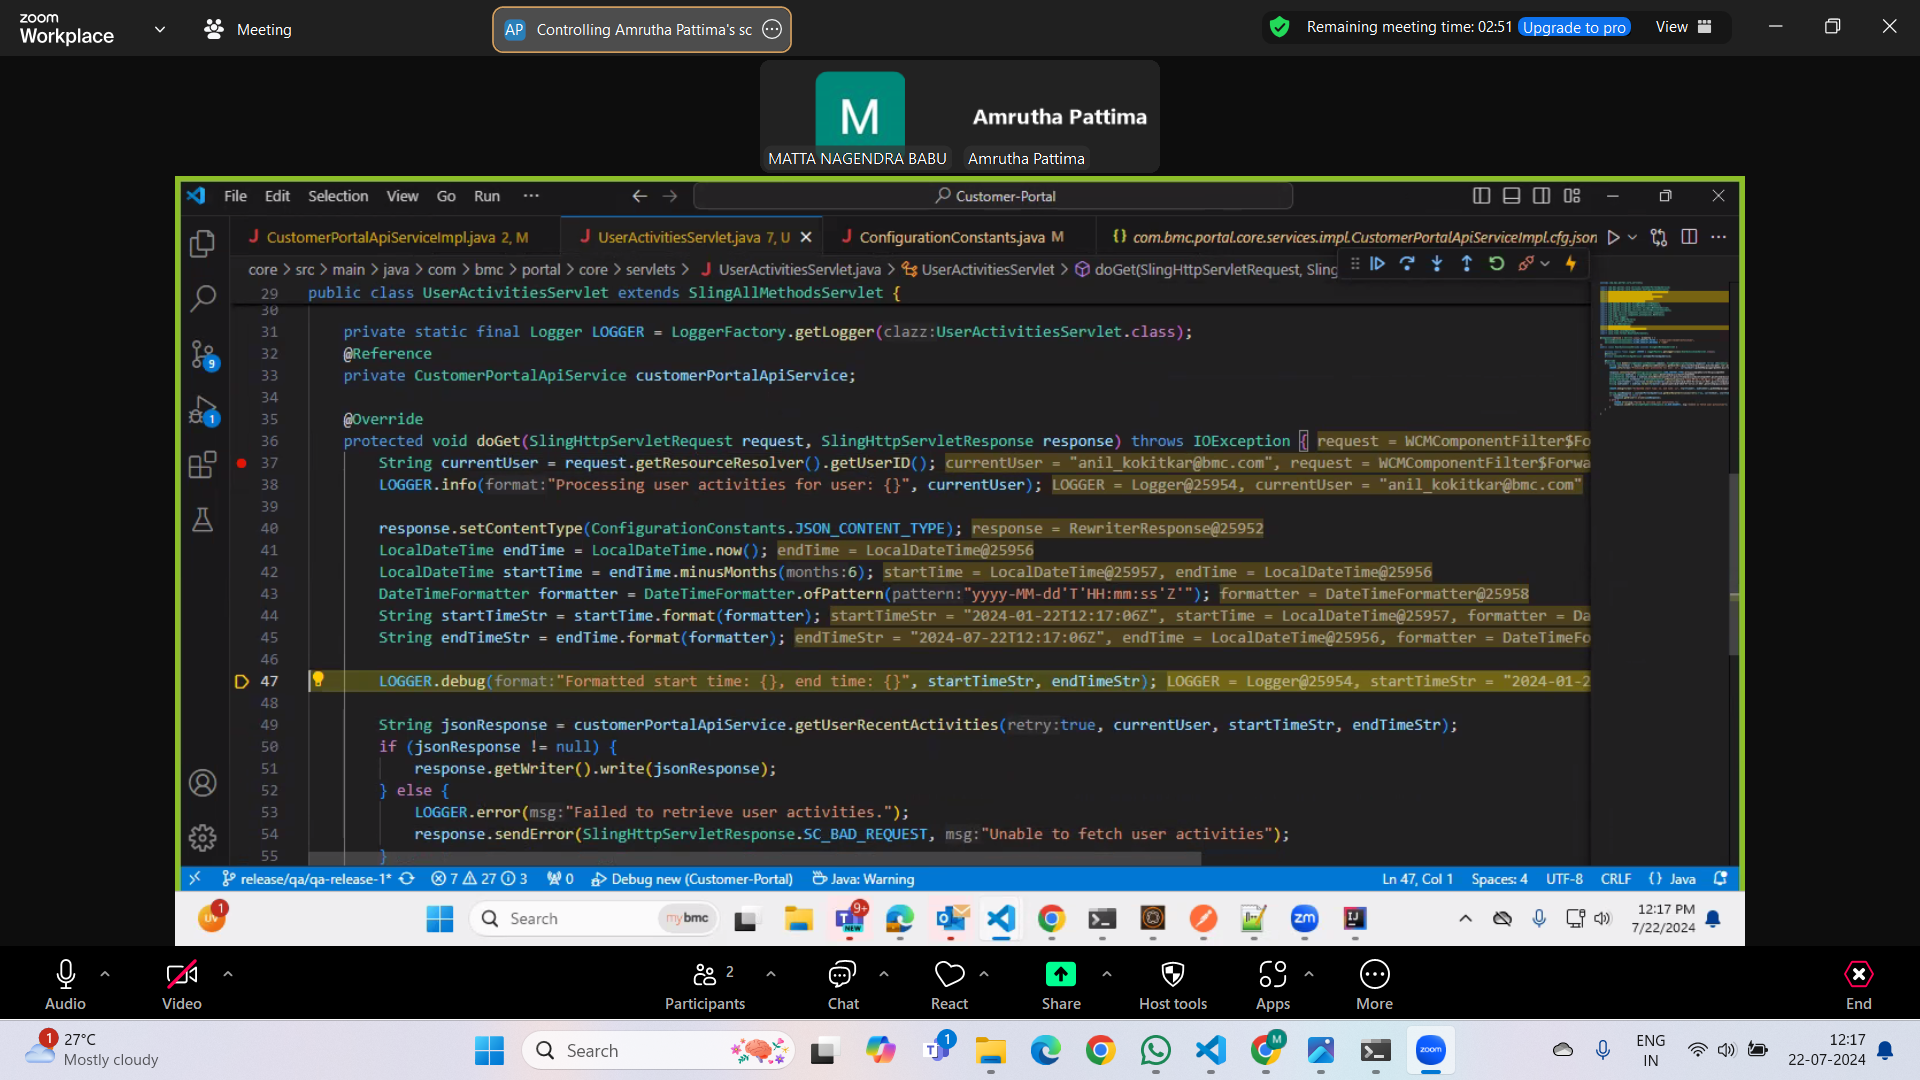 zoom
Workplace
Meeting
AP Controlling Amrutha Pattima's sc
Remaining meeting time: 02:51 Upgrade to pro
View
M
Amrutha Pattima
MATTA NAGENDRA BABU
Amrutha Pattima
File Edit Selection View Go Run ···
Customer-Portal
J CustomerPortalApiServiceImpl.java 2, M
J UserActivitiesServlet.java 7, U
J ConfigurationConstants.java M
{} com.bmc.portal.core.services.impl.CustomerPortalApiServiceImpl.cfg.json
core > src > main > java > com > bmc > portal > core > servlets > J UserActivitiesServlet.java > UserActivitiesServlet > doGet(SlingHttpServletRequest, Sling
29 public class UserActivitiesServlet extends SlingAllMethodsServlet {
30
31 private static final Logger LOGGER = LoggerFactory.getLogger(clazz:UserActivitiesServlet.class);
32 @Reference
33 private CustomerPortalApiService customerPortalApiService;
34
35 @Override
36 protected void doGet(SlingHttpServletRequest request, SlingHttpServletResponse response) throws IOException { request = WCMComponentFilter$Fo
37 String currentUser = request.getResourceResolver().getUserID(); currentUser = "anil_kokitkar@bmc.com", request = WCMComponentFilter$Forwa
38 LOGGER.info(format:"Processing user activities for user: {}", currentUser); LOGGER = Logger@25954, currentUser = "anil_kokitkar@bmc.com"
39
40 response.setContentType(ConfigurationConstants.JSON_CONTENT_TYPE); response = RewriterResponse@25952
41 LocalDateTime endTime = LocalDateTime.now(); endTime = LocalDateTime@25956
42 LocalDateTime startTime = endTime.minusMonths(months:6); startTime = LocalDateTime@25957, endTime = LocalDateTime@25956
43 DateTimeFormatter formatter = DateTimeFormatter.ofPattern(pattern:"yyyy-MM-dd'T'HH:mm:ss'Z'"); formatter = DateTimeFormatter@25958
44 String startTimeStr = startTime.format(formatter); startTimeStr = "2024-01-22T12:17:06Z", startTime = LocalDateTime@25957, formatter = Da
45 String endTimeStr = endTime.format(formatter); endTimeStr = "2024-07-22T12:17:06Z", endTime = LocalDateTime@25956, formatter = DateTimeFo
46
47 LOGGER.debug(format:"Formatted start time: {}, end time: {}", startTimeStr, endTimeStr); LOGGER = Logger@25954, startTimeStr = "2024-01-2
48
49 String jsonResponse = customerPortalApiService.getUserRecentActivities(retry:true, currentUser, startTimeStr, endTimeStr);
50 if (jsonResponse != null) {
51 response.getWriter().write(jsonResponse);
52 } else {
53 LOGGER.error(msg:"Failed to retrieve user activities.");
54 response.sendError(SlingHttpServletResponse.SC_BAD_REQUEST, msg:"Unable to fetch user activities");
55 }
9
1
release/qa/qa-release-1* 7 27 3 0 Debug new (Customer-Portal) Java: Warning
Ln 47, Col 1 Spaces: 4 UTF-8 CRLF {} Java
UV 1
Search mybmc
9+
NEW
zm
12:17 PM
7/22/2024
Audio
Video
2
Participants
Chat
React
Share
Host tools
Apps
More
End
1
27°C
Mostly cloudy
Search
1
M
zoom
ENG
IN
12:17
22-07-2024